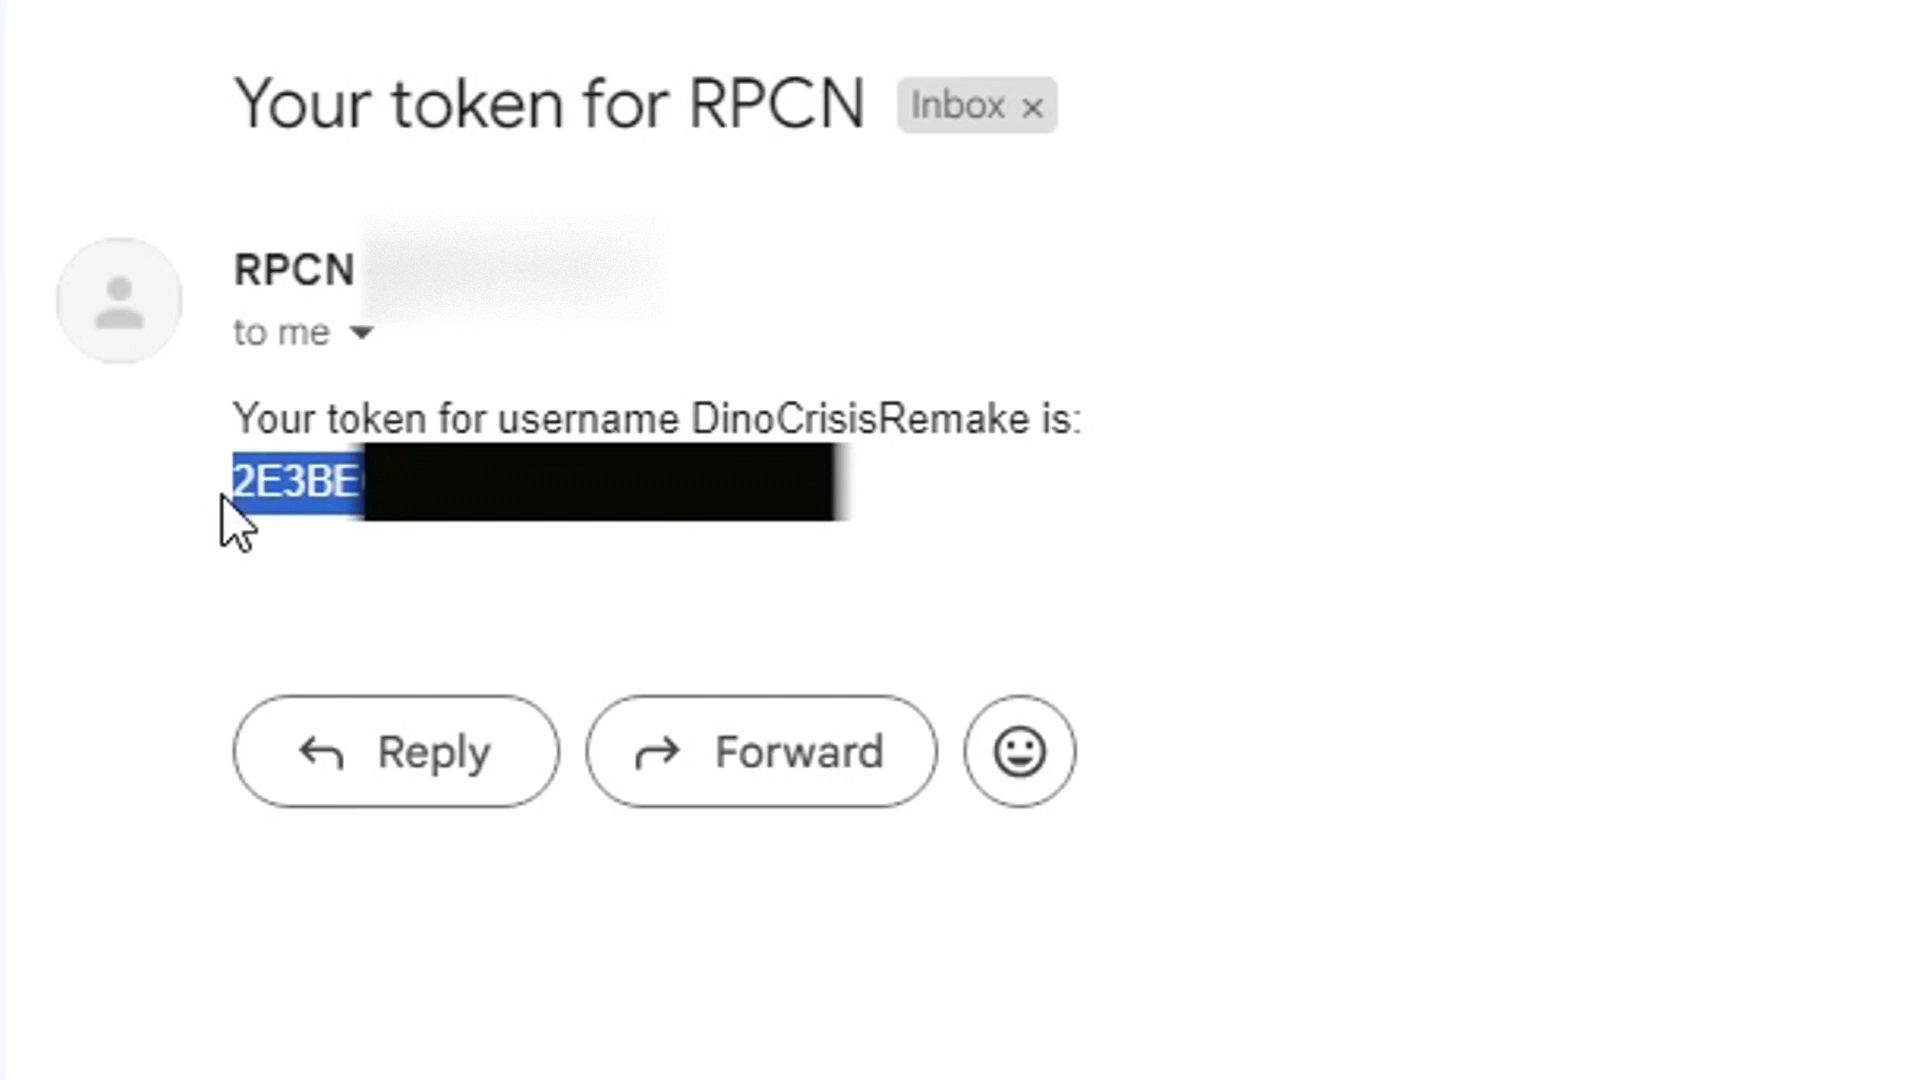 Your token for RPCN Inbox ×
RPCN
to me
Your token for username DinoCrisisRemake is:
2E3BE
Reply
Forward